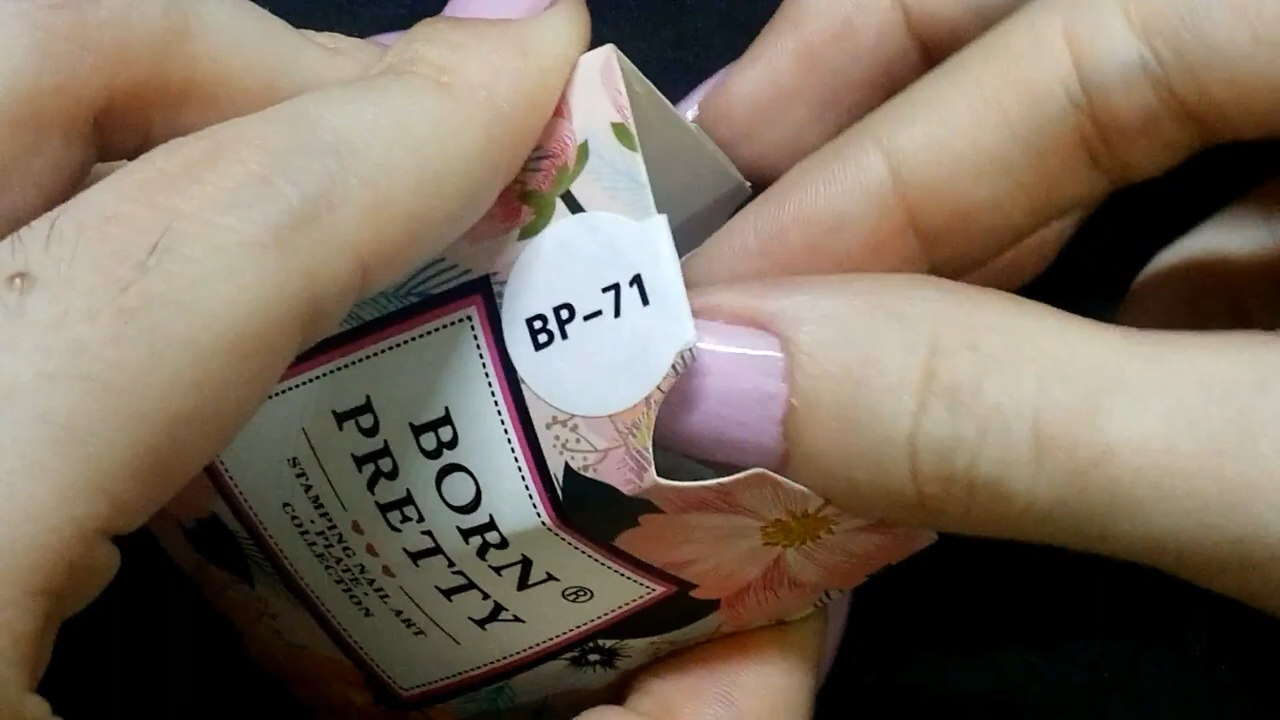 BP-71
BORN
PRETTY®
STAMPING NAIL ART
• PLATE •
COLLECTION